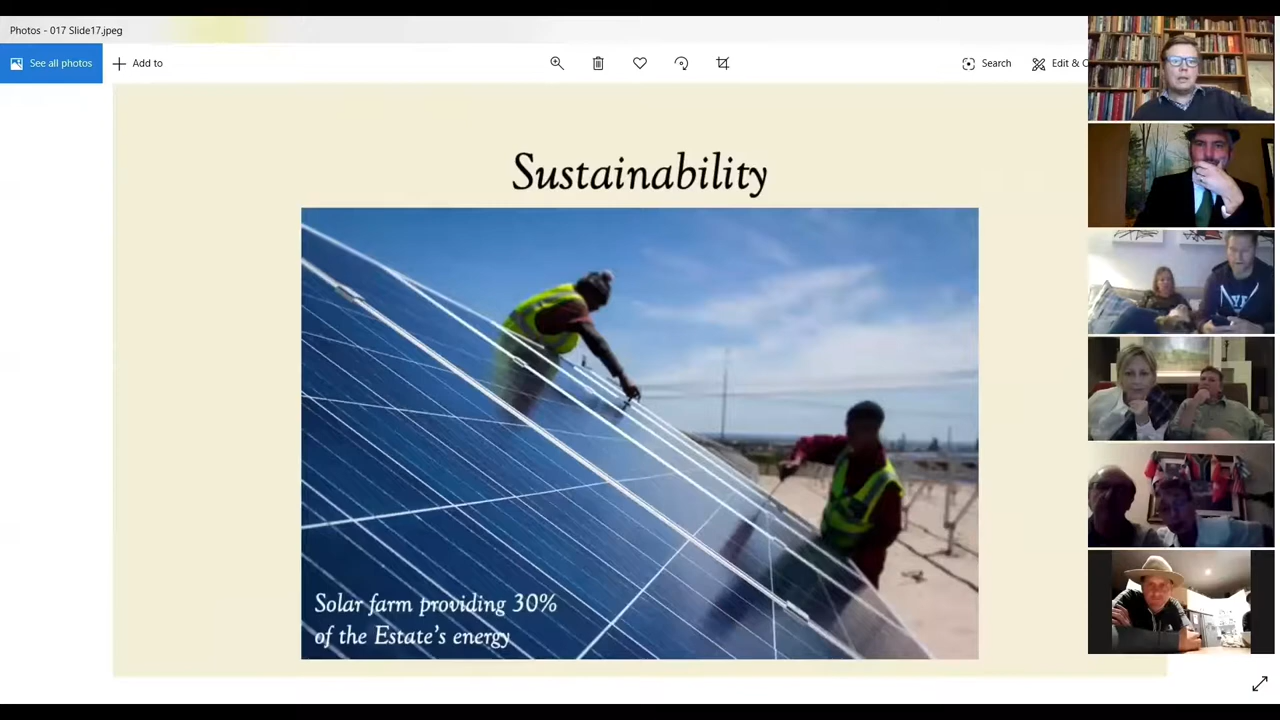 Photos - 017 Slide17.jpeg
See all photos
Add to
Search
Edit & C
Sustainability
Solar farm providing 30%
of the Estate's energy